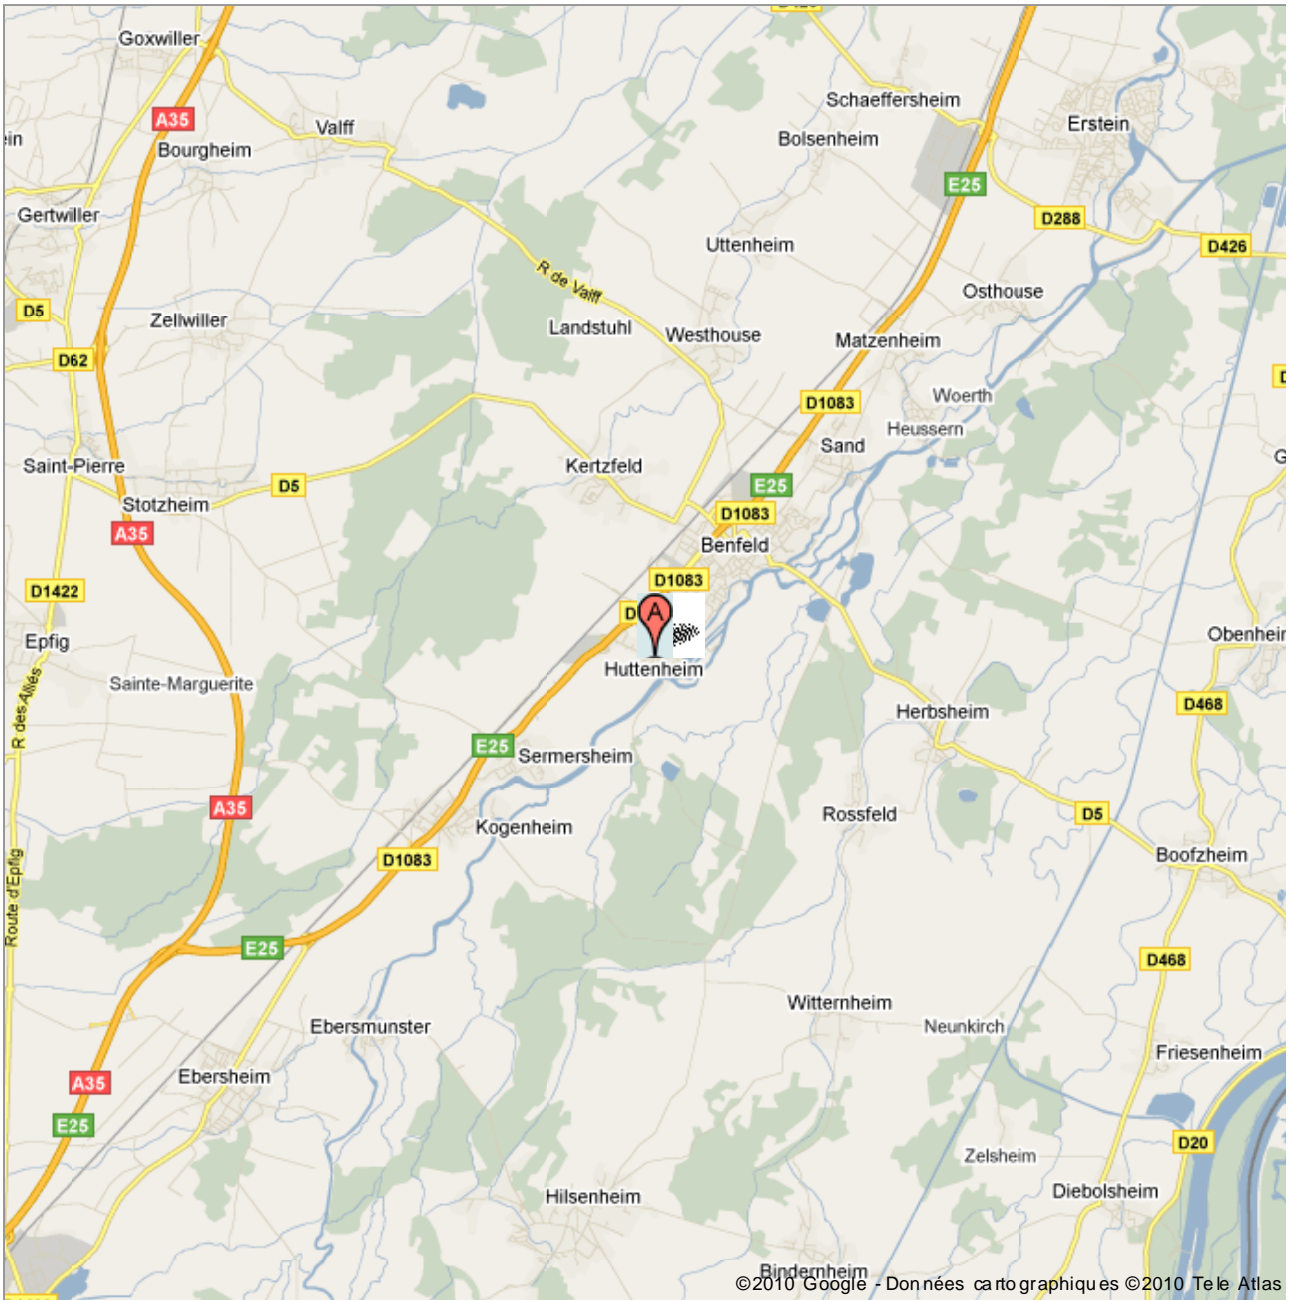 Goxwiller
A35
Bourgheim
Valff
Schaeffersheim
Bolsenheim
Erstein
ein
E25
Gertwiller
D288
D426
Uttenheim
R de Valff
Osthouse
D5
Zellwiller
Landstuhl
Westhouse
Matzenheim
D62
D1083
Woerth
Heussern
Sand
Saint-Pierre
Kertzfeld
D5
E25
Stotzheim
D1083
A35
Benfeld
D1083
D1422
D
A
Epfig
Obenheim
Huttenheim
Sainte-Marguerite
R des Alliés
D468
Herbsheim
E25
Sermersheim
A35
Rossfeld
D5
Kogenheim
D1083
Boofzheim
Route d'Epfig
E25
D468
Witternheim
Ebersmunster
Neunkirch
Friesenheim
Ebersheim
A35
E25
D20
Zelsheim
Hilsenheim
Diebolsheim
Bindernheim
©2010 Google - Données cartographiques ©2010 Tele Atlas